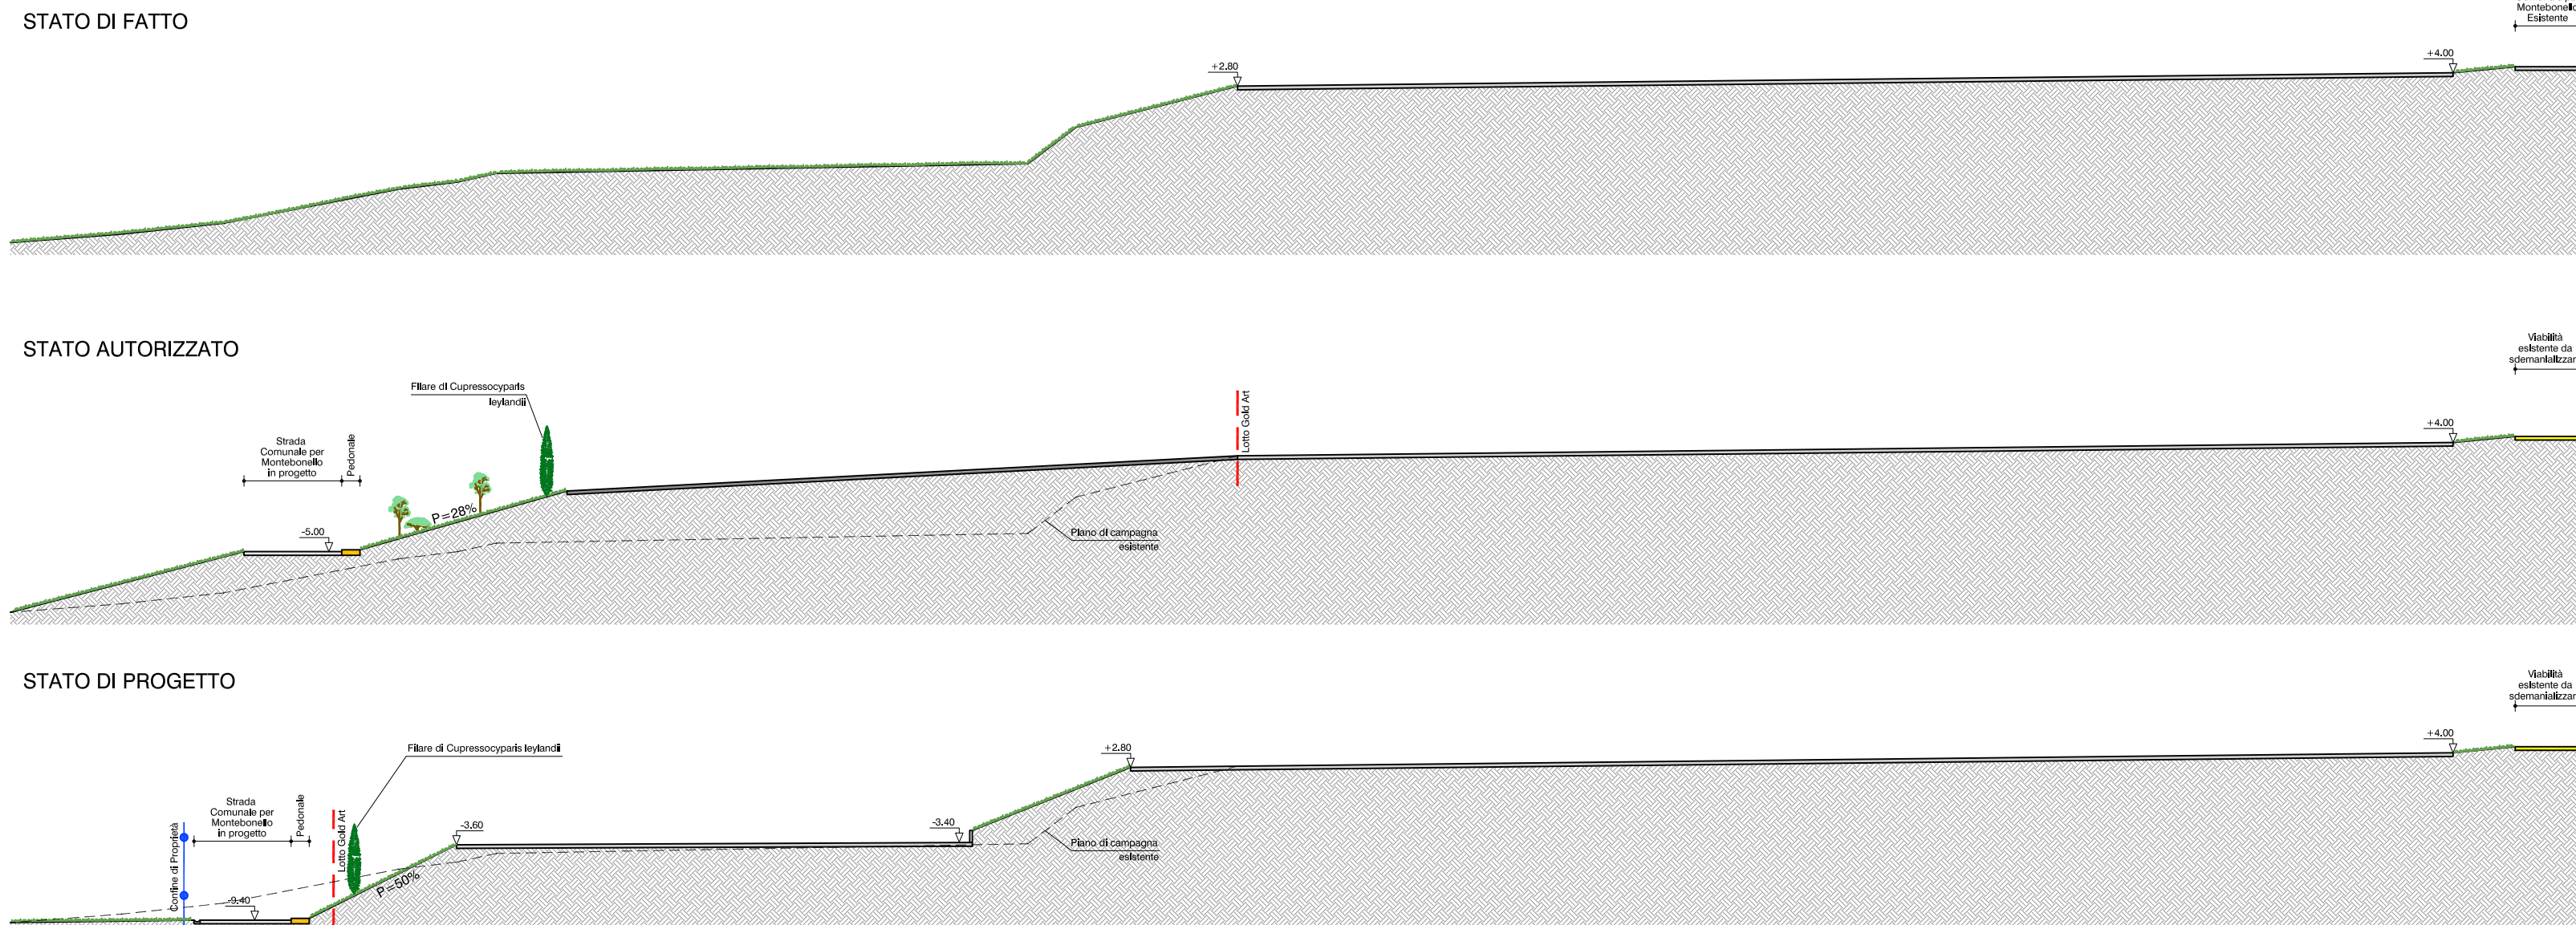 STATO DI FATTO
Montebonello
Esistente
+2.80
+4.00
STATO AUTORIZZATO
Viabilità
esistente da
sdemanializzar
Filare di Cupressocyparis
leylandii
Lotto Gold Art
+4.00
Strada
Comunale per
Montebonello
in progetto
Pedonale
P=28%
-5.00
Piano di campagna
esistente
STATO DI PROGETTO
Viabilità
esistente da
sdemanializzar
Filare di Cupressocyparis leylandii
+2.80
+4.00
Confine di Proprietà
Strada
Comunale per
Montebonello
in progetto
Pedonale
Lotto Gold Art
-3.60
-3.40
Piano di campagna
esistente
P=50%
-9.40